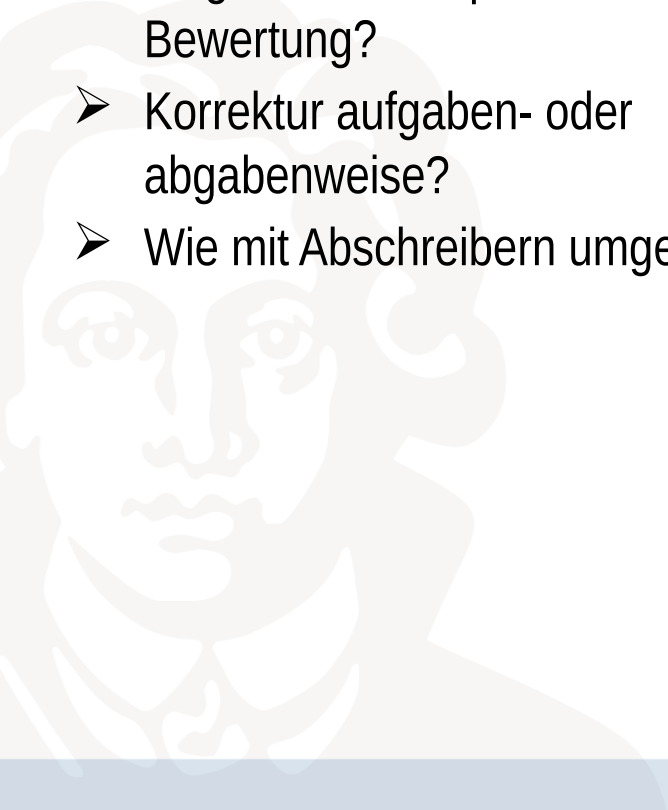 Bewertung?
Korrektur aufgaben- oder
abgabenweise?
Wie mit Abschreibern umge